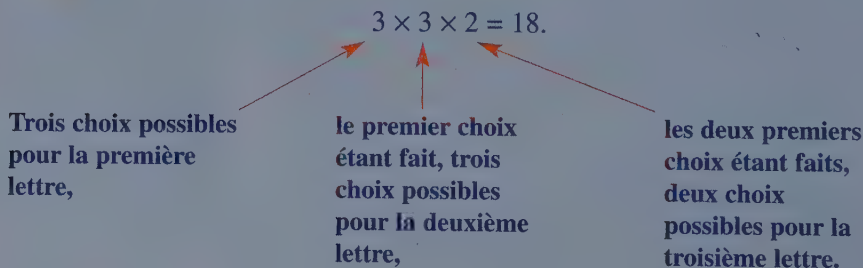 3 × 3 × 2 = 18.
Trois choix possibles
pour la première
lettre,
le premier choix
étant fait, trois
choix possibles
pour la deuxième
lettre,
les deux premiers
choix étant faits,
deux choix
possibles pour la
troisième lettre.